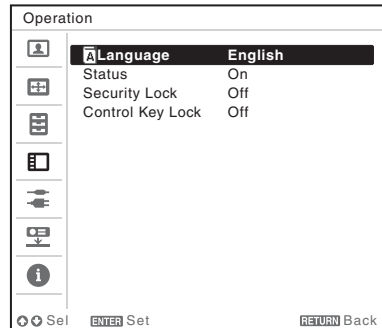 Operation
A Language English
Status On
Security Lock Off
Control Key Lock Off
Sel ENTER Set RETURN Back